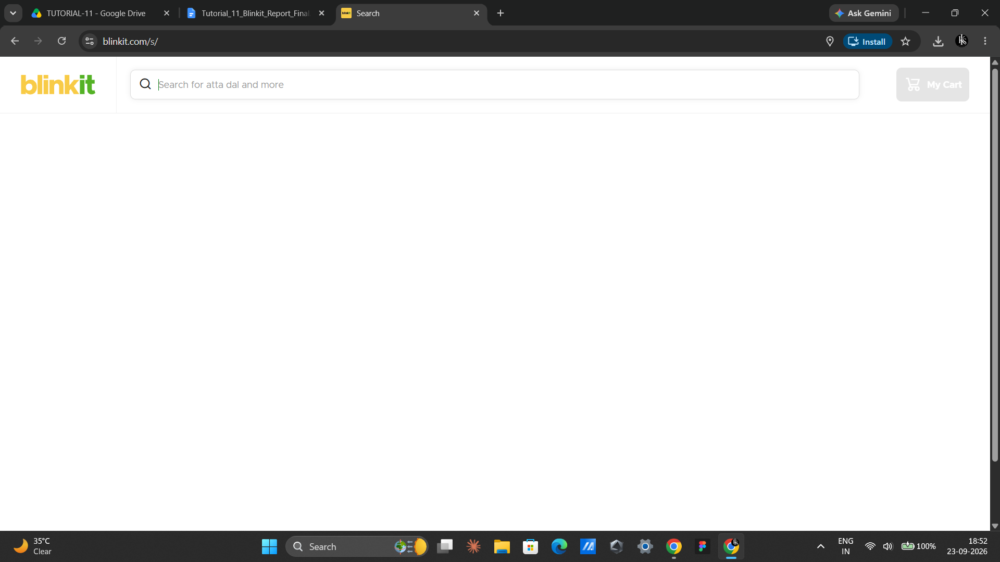 TUTORIAL-11 - Google Drive
Tutorial_11_Blinkit_Report_Final
Search
Ask Gemini
blinkit.com/s/
Install
blinkit
Search for atta dal and more
My Cart
35°C
Clear
Search
ENG
IN
100%
18:52
23-09-2026